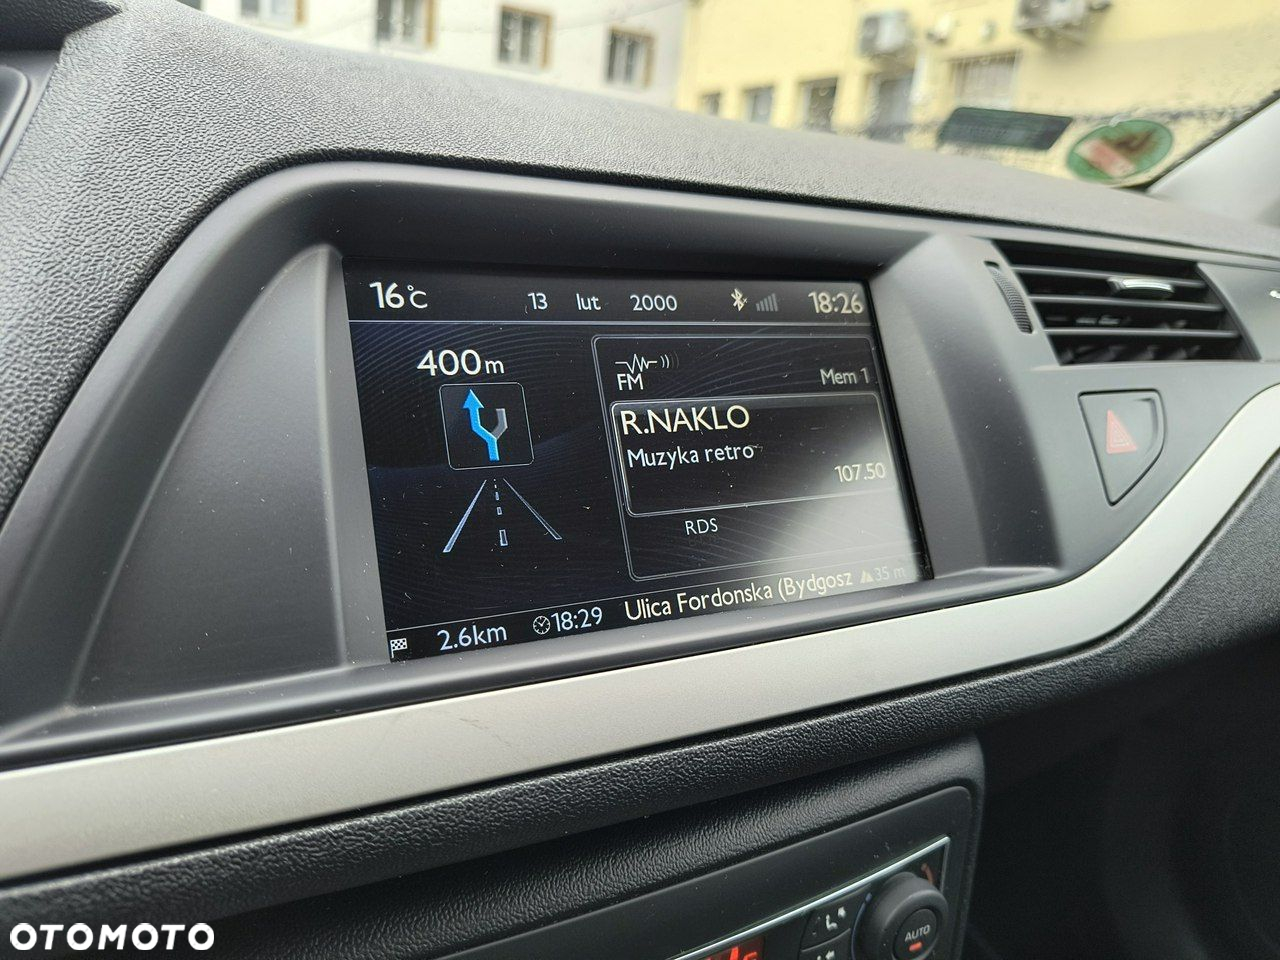 16°C 13 lut 2000 18:26
400m
FM
Mem 1
R.NAKLO
Muzyka retro
107.50
RDS
2.6km 18:29 Ulica Fordonska (Bydgosz 35 m
AUTO
OTOMOTO